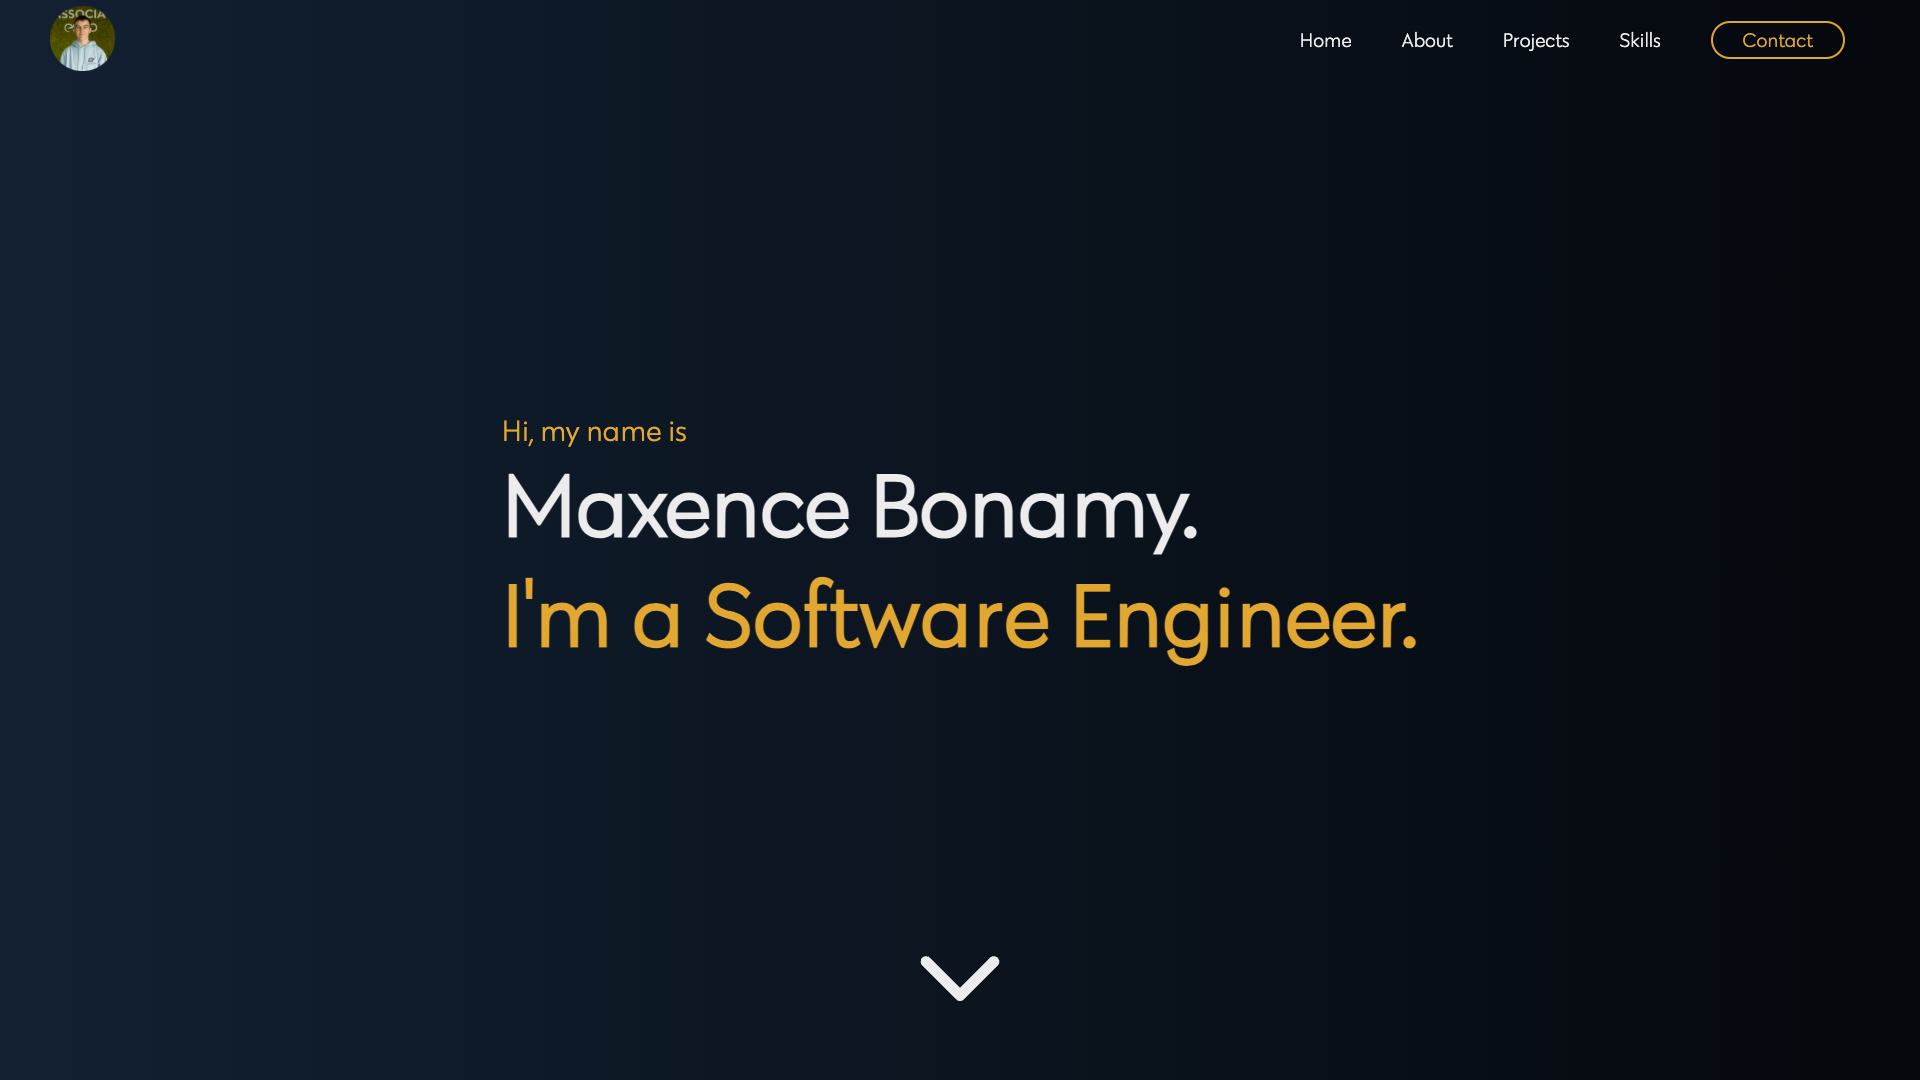 Home About Projects Skills Contact
Hi, my name is
Maxence Bonamy.
I'm a Software Engineer.